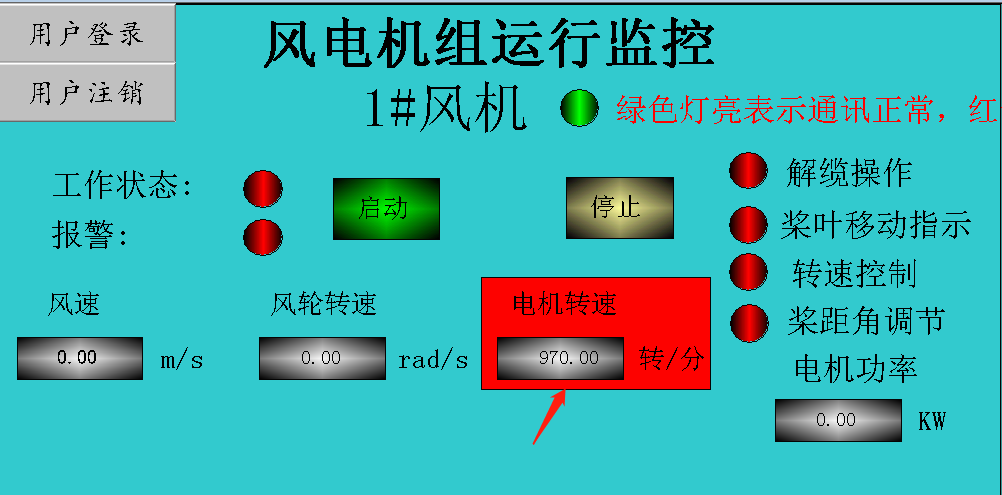 用户登录
用户注销
风电机组运行监控
1#风机
绿色灯亮表示通讯正常，红
工作状态:
报警:
启动
停止
解缆操作
桨叶移动指示
转速控制
桨距角调节
风速
0.00 m/s
风轮转速
0.00 rad/s
电机转速
970.00 转/分
电机功率
0.00 KW